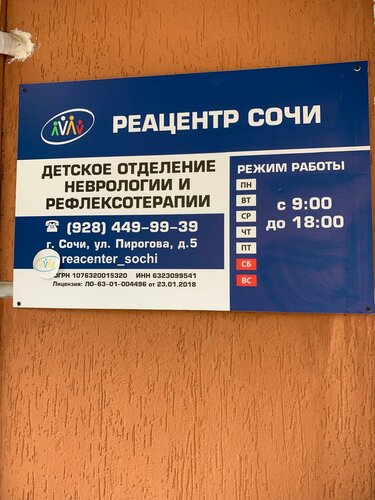 РЕАЦЕНТР СОЧИ
ДЕТСКОЕ ОТДЕЛЕНИЕ
НЕВРОЛОГИИ И
РЕФЛЕКСОТЕРАПИИ
(928) 449-99-39
г. Сочи, ул. Пирогова, д.5
reacenter_sochi
ОГРН 1076320015320 ИНН 6323099541
Лицензия: ЛО-63-01-004496 от 23.01.2018
РЕЖИМ РАБОТЫ
ПН
ВТ
СР
ЧТ
ПТ
СБ
ВС
с 9:00
до 18:00